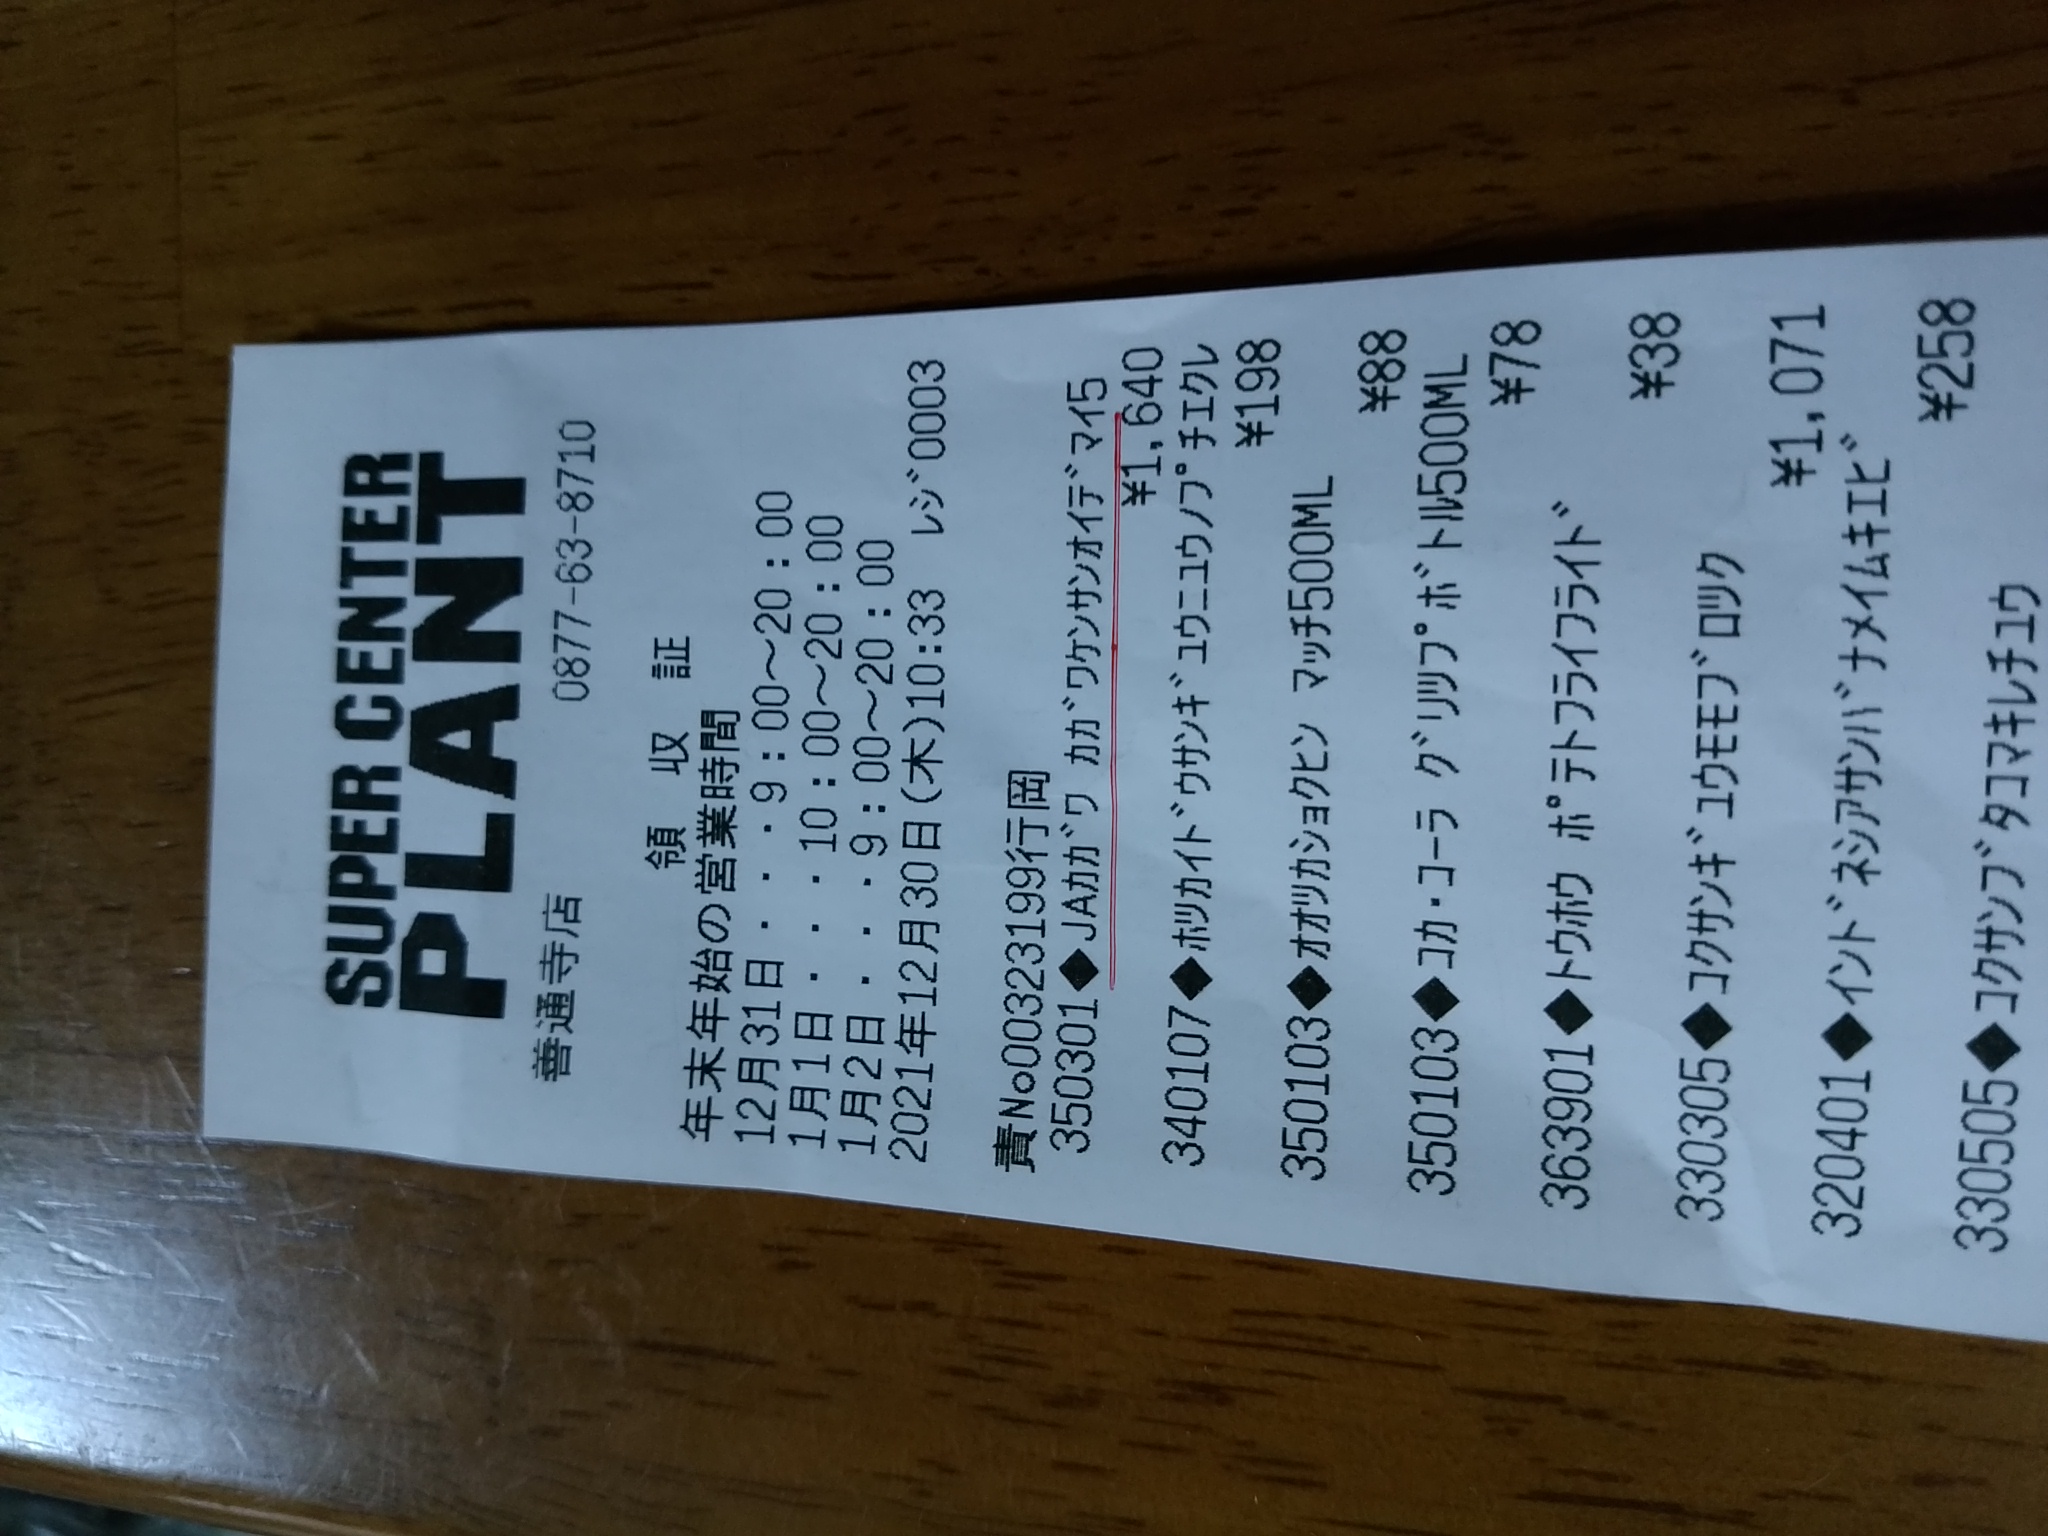 SUPER CENTER
PLANT
善通寺店 0877-63-8710
領 収 証
年末年始の営業時間
12月31日・・・9:00～20:00
1月1日・・・10:00～20:00
1月2日・・・9:00～20:00
2021年12月30日(木)10:33 ﾚｼﾞ0003
責No00323199行岡
350301◆JAｶｶﾞﾜ ｶｶﾞﾜｹﾝｻﾝｵｲﾃﾞﾏｲ5
¥1,640
340107◆ﾎﾂｶｲﾄﾞｳｻﾝｷﾞﾕｳﾆﾕｳﾉﾌﾟﾁｴｸﾚ
¥198
350103◆ｵｵﾂｶｼｮｸﾋﾝ ﾏｯﾁ500ML
¥88
350103◆ｺｶ･ｺｰﾗ ｸﾞﾘｯﾌﾟﾎﾞﾄﾙ500ML
¥78
363901◆ﾄｳﾎｳ ﾎﾟﾃﾄﾌﾗｲﾌﾗｲﾄﾞ
¥38
330305◆ｺｸｻﾝｷﾞﾕｳﾓﾓﾌﾞﾛﾂｸ
¥1,071
320401◆ｲﾝﾄﾞﾈｼｱｻﾝﾊﾞﾅﾒｲﾑｷｴﾋﾞ
¥258
330505◆ｺｸｻﾝﾌﾞﾀｺﾏｷﾚﾁﾕｳ